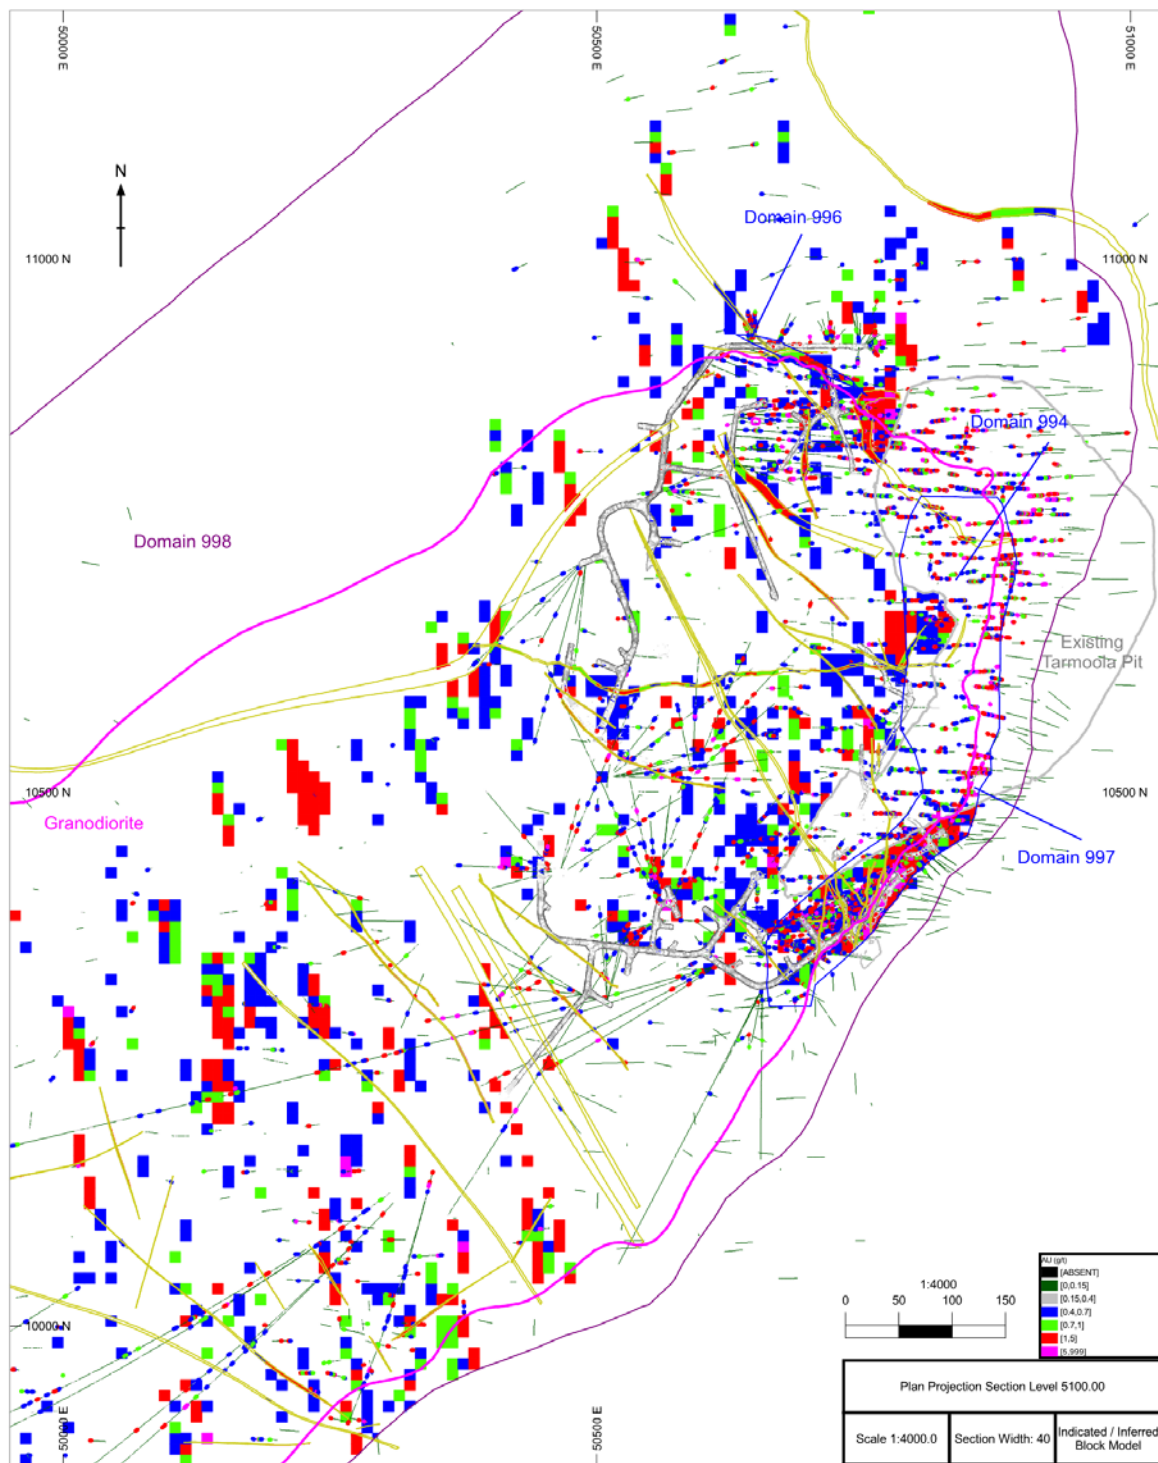 50000 E
50500 E
51000 E
N
Domain 996
11000 N
11000 N
Domain 994
Domain 998
Existing
Tarmoola Pit
10500 N
10500 N
Granodiorite
Domain 997
AU (g/t)
[ABSENT]
[0,0.15]
[0.15,0.4]
[0.4,0.7]
[0.7,1]
[1,5]
[5,999]
1:4000
0 50 100 150
10000 N
Plan Projection Section Level 5100.00
50000 E
50500 E
Scale 1:4000.0
Section Width: 40
Indicated / Inferred
Block Model